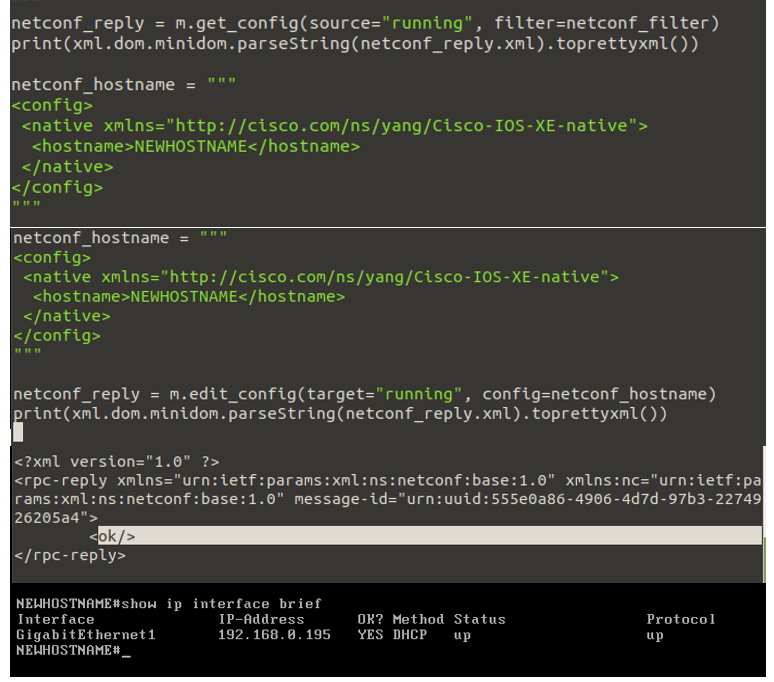 netconf_reply = m.get_config(source="running", filter=netconf_filter)
print(xml.dom.minidom.parseString(netconf_reply.xml).toprettyxml())
netconf_hostname = """
<config>
 <native xmlns="http://cisco.com/ns/yang/Cisco-IOS-XE-native">
  <hostname>NEWHOSTNAME</hostname>
 </native>
</config>
"""
netconf_hostname = """
<config>
 <native xmlns="http://cisco.com/ns/yang/Cisco-IOS-XE-native">
  <hostname>NEWHOSTNAME</hostname>
 </native>
</config>
"""
netconf_reply = m.edit_config(target="running", config=netconf_hostname)
print(xml.dom.minidom.parseString(netconf_reply.xml).toprettyxml())
<?xml version="1.0" ?>
<rpc-reply xmlns="urn:ietf:params:xml:ns:netconf:base:1.0" xmlns:nc="urn:ietf:pa
rams:xml:ns:netconf:base:1.0" message-id="urn:uuid:555e0a86-4906-4d7d-97b3-22749
26205a4">
        <ok/>
</rpc-reply>
NEWHOSTNAME#show ip interface brief
Interface              IP-Address      OK? Method Status                Protocol
GigabitEthernet1       192.168.0.195   YES DHCP   up                    up
NEWHOSTNAME#_